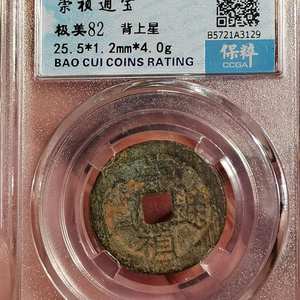 崇祯通宝
极美82 背上星
25.5*1.2mm*4.0g
BAO CUI COINS RATING
B5721A3129
保粹
CCGA